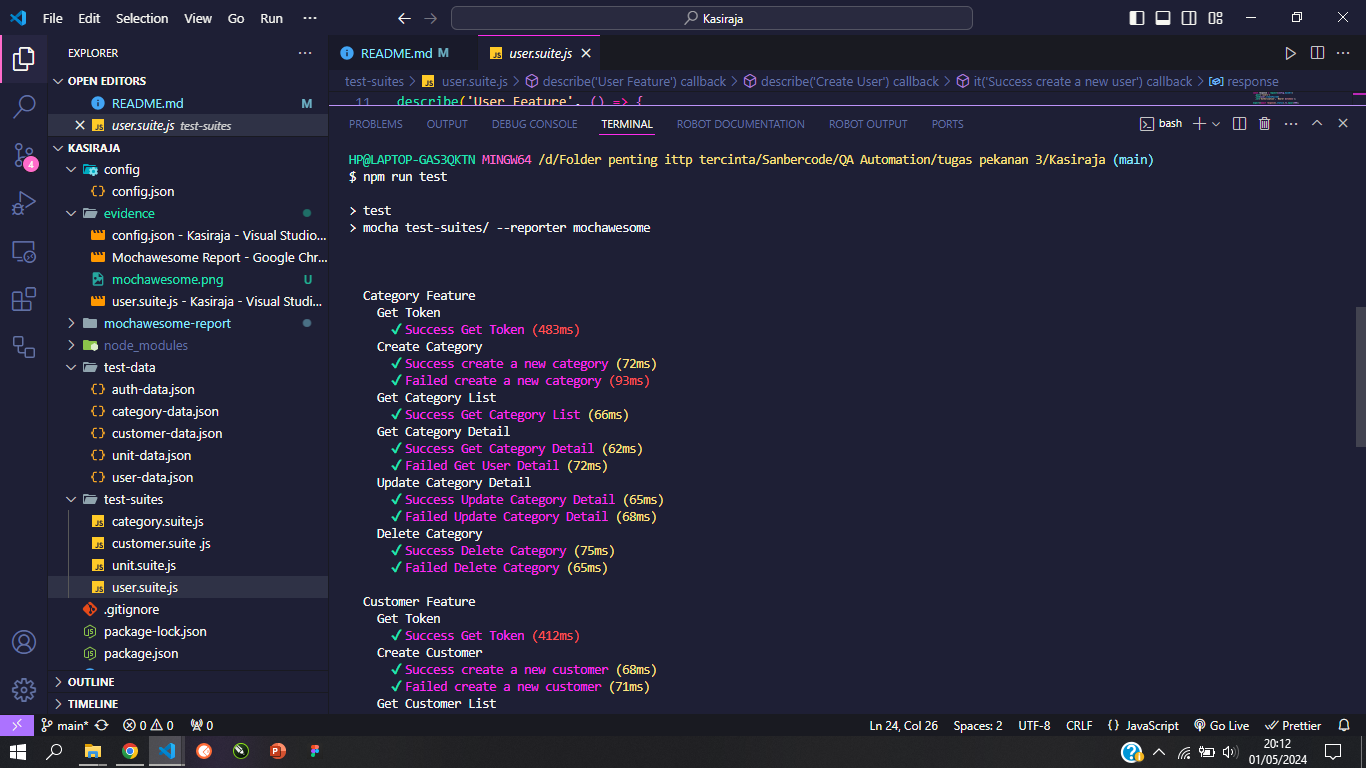 File Edit Selection View Go Run ··· Kasiraja
EXPLORER ···
OPEN EDITORS
README.md M
user.suite.js test-suites
KASIRAJA
config
config.json
evidence
config.json - Kasiraja - Visual Studio...
Mochawesome Report - Google Chr...
mochawesome.png U
user.suite.js - Kasiraja - Visual Studi...
mochawesome-report
node_modules
test-data
auth-data.json
category-data.json
customer-data.json
unit-data.json
user-data.json
test-suites
category.suite.js
customer.suite .js
unit.suite.js
user.suite.js
.gitignore
package-lock.json
package.json
OUTLINE
TIMELINE
4
README.md M user.suite.js
test-suites > user.suite.js > describe('User Feature') callback > describe('Create User') callback > it('Success create a new user') callback > response
11 describe('User Feature', () => {
PROBLEMS OUTPUT DEBUG CONSOLE TERMINAL ROBOT DOCUMENTATION ROBOT OUTPUT PORTS bash
HP@LAPTOP-GAS3QKTN MINGW64 /d/Folder penting ittp tercinta/Sanbercode/QA Automation/tugas pekanan 3/Kasiraja (main)
$ npm run test
> test
> mocha test-suites/ --reporter mochawesome
Category Feature
Get Token
✓ Success Get Token (483ms)
Create Category
✓ Success create a new category (72ms)
✓ Failed create a new category (93ms)
Get Category List
✓ Success Get Category List (66ms)
Get Category Detail
✓ Success Get Category Detail (62ms)
✓ Failed Get User Detail (72ms)
Update Category Detail
✓ Success Update Category Detail (65ms)
✓ Failed Update Category Detail (68ms)
Delete Category
✓ Success Delete Category (75ms)
✓ Failed Delete Category (65ms)
Customer Feature
Get Token
✓ Success Get Token (412ms)
Create Customer
✓ Success create a new customer (68ms)
✓ Failed create a new customer (71ms)
Get Customer List
main* 0 0 0 Ln 24, Col 26 Spaces: 2 UTF-8 CRLF {} JavaScript Go Live Prettier
20:12
01/05/2024